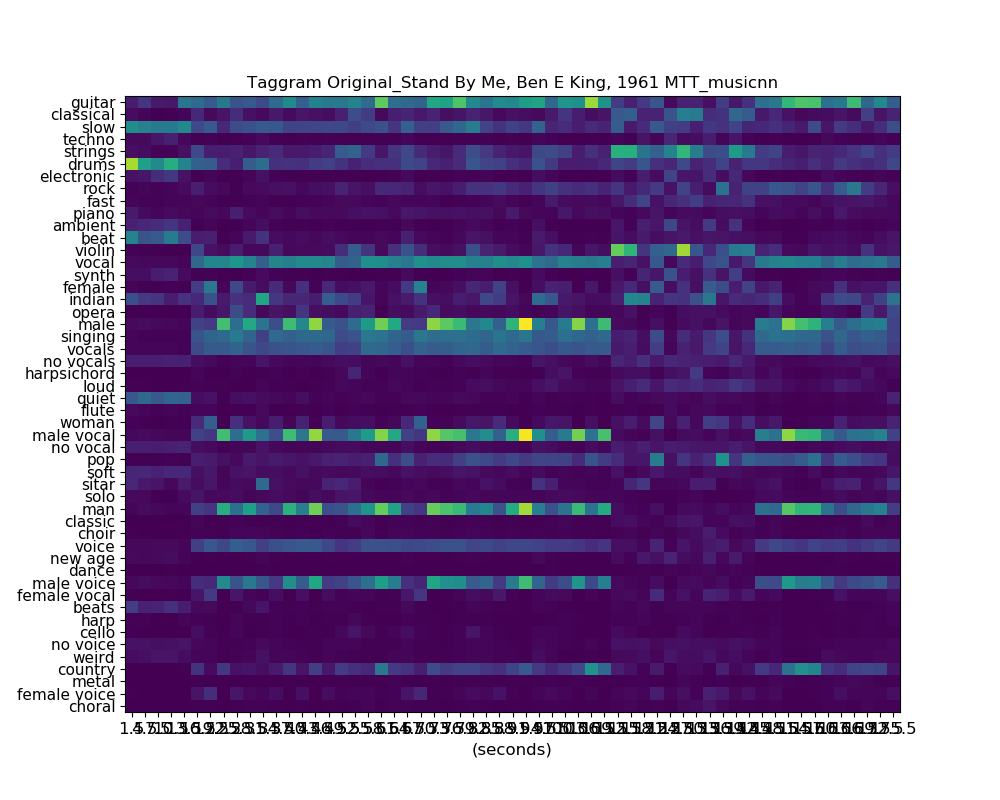 Taggram Original_Stand By Me, Ben E King, 1961 MTT_musicnn
guitar
classical
slow
techno
strings
drums
electronic
rock
fast
piano
ambient
beat
violin
vocal
synth
female
indian
opera
male
singing
vocals
no vocals
harpsichord
loud
quiet
flute
woman
male vocal
no vocal
pop
soft
sitar
solo
man
classic
choir
voice
new age
dance
male voice
female vocal
beats
harp
cello
no voice
weird
country
metal
female voice
choral
(seconds)